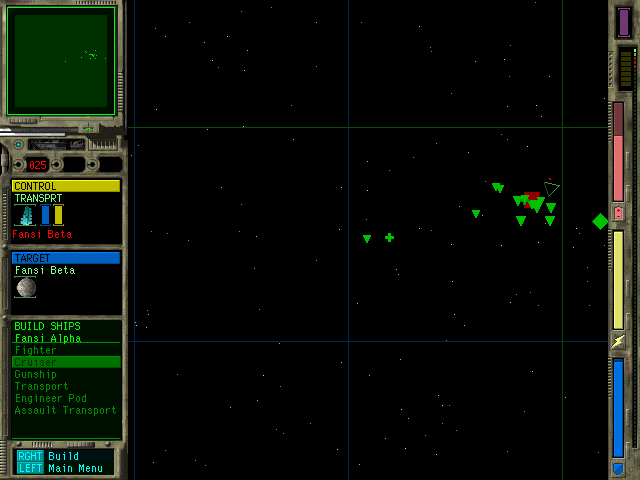 025
CONTROL
TRANSPRT
Fansi Beta
TARGET
Fansi Beta
BUILD SHIPS
Fansi Alpha
Fighter
Cruiser
Gunship
Transport
Engineer Pod
Assault Transport
RGHT Build
LEFT Main Menu